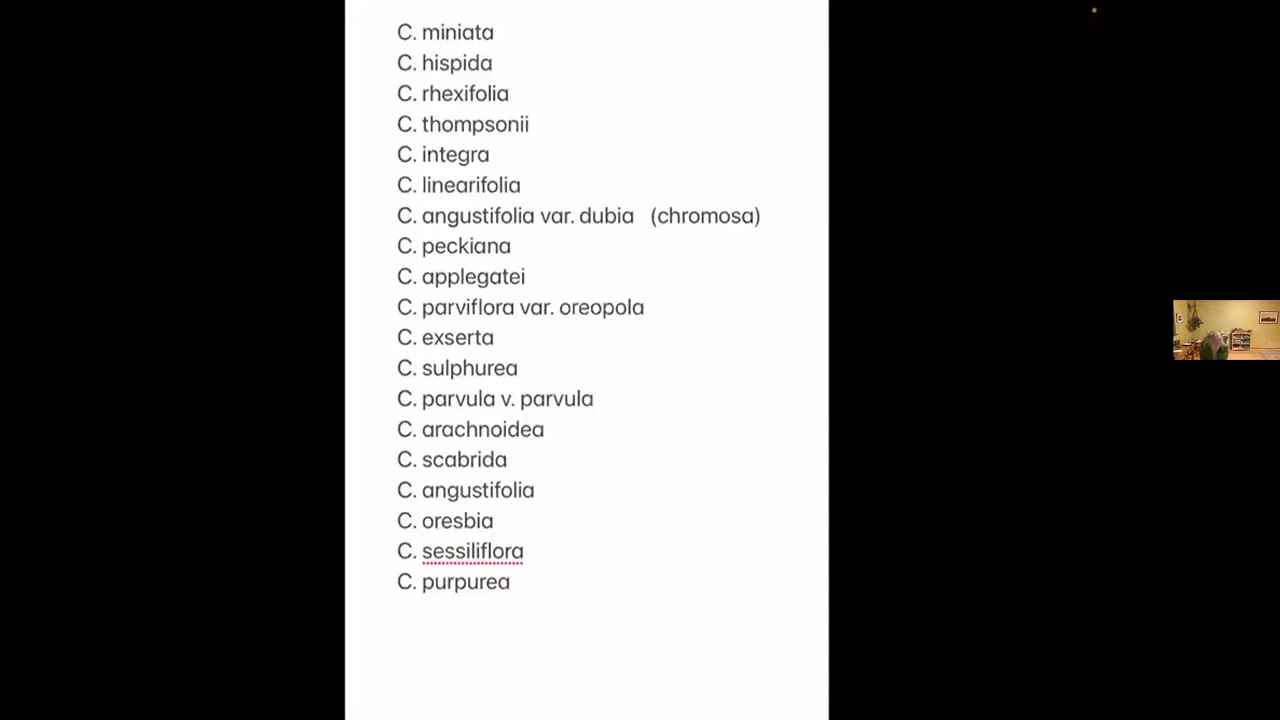 C. miniata
C. hispida
C. rhexifolia
C. thompsonii
C. integra
C. linearifolia
C. angustifolia var. dubia (chromosa)
C. peckiana
C. applegatei
C. parviflora var. oreopola
C. exserta
C. sulphurea
C. parvula v. parvula
C. arachnoidea
C. scabrida
C. angustifolia
C. oresbia
C. sessiliflora
C. purpurea